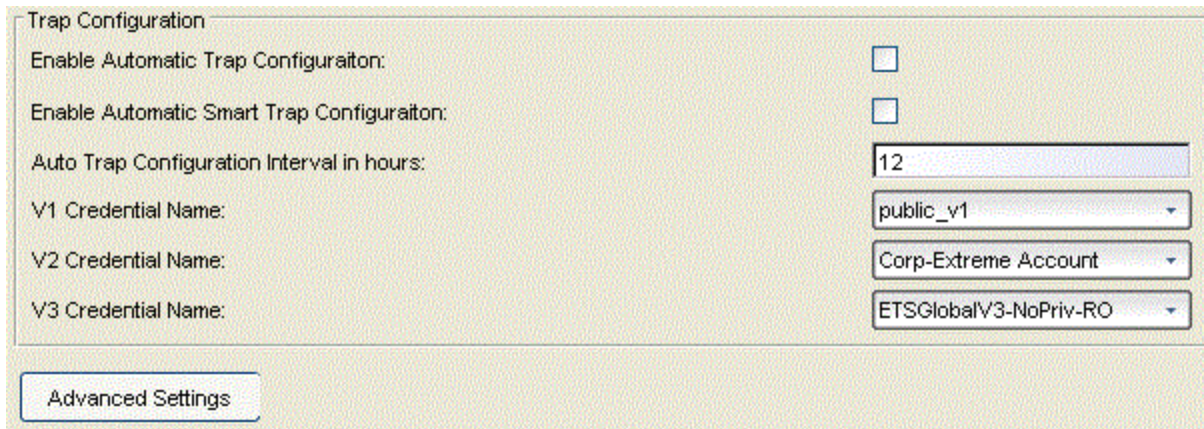 Trap Configuration
Enable Automatic Trap Configuraiton:
Enable Automatic Smart Trap Configuraiton:
Auto Trap Configuration Interval in hours: 12
V1 Credential Name: public_v1
V2 Credential Name: Corp-Extreme Account
V3 Credential Name: ETSGlobalV3-NoPriv-RO
Advanced Settings